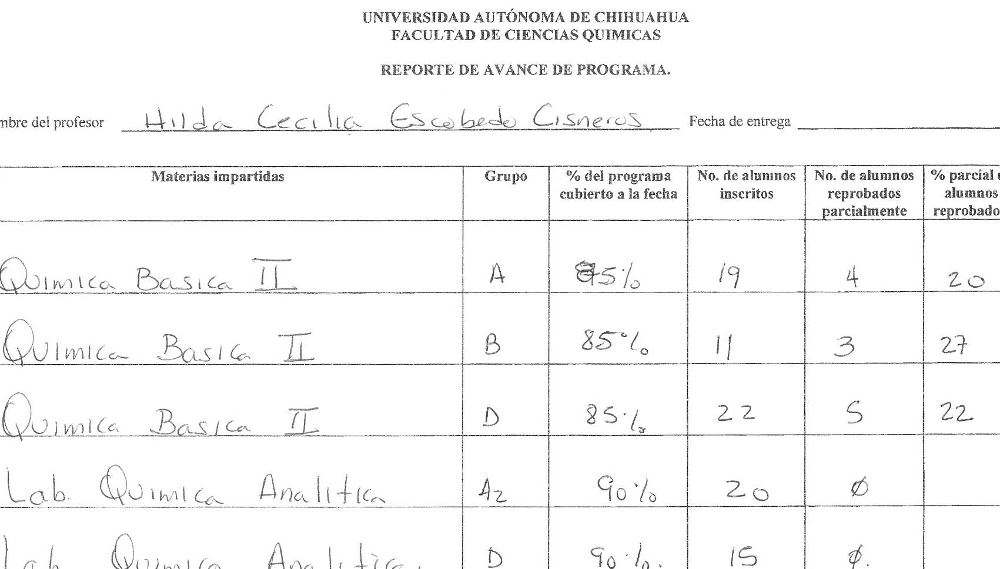 UNIVERSIDAD AUTÓNOMA DE CHIHUAHUA
FACULTAD DE CIENCIAS QUIMICAS
REPORTE DE AVANCE DE PROGRAMA.
mbre del profesor Hilda Cecilia Escobedo Cisneros Fecha de entrega
Materias impartidas Grupo % del programa No. de alumnos No. de alumnos % parcial
cubierto a la fecha inscritos reprobados alumnos
parcialmente reprobado
Quimica Basica II A 85% 19 4 20
Quimica Basica II B 85% 11 3 27
Quimica Basica II D 85% 22 5 22
Lab. Quimica Analitica A2 90% 20 Ø
Lab Quimica Analitica. D 90%. 15 Ø.